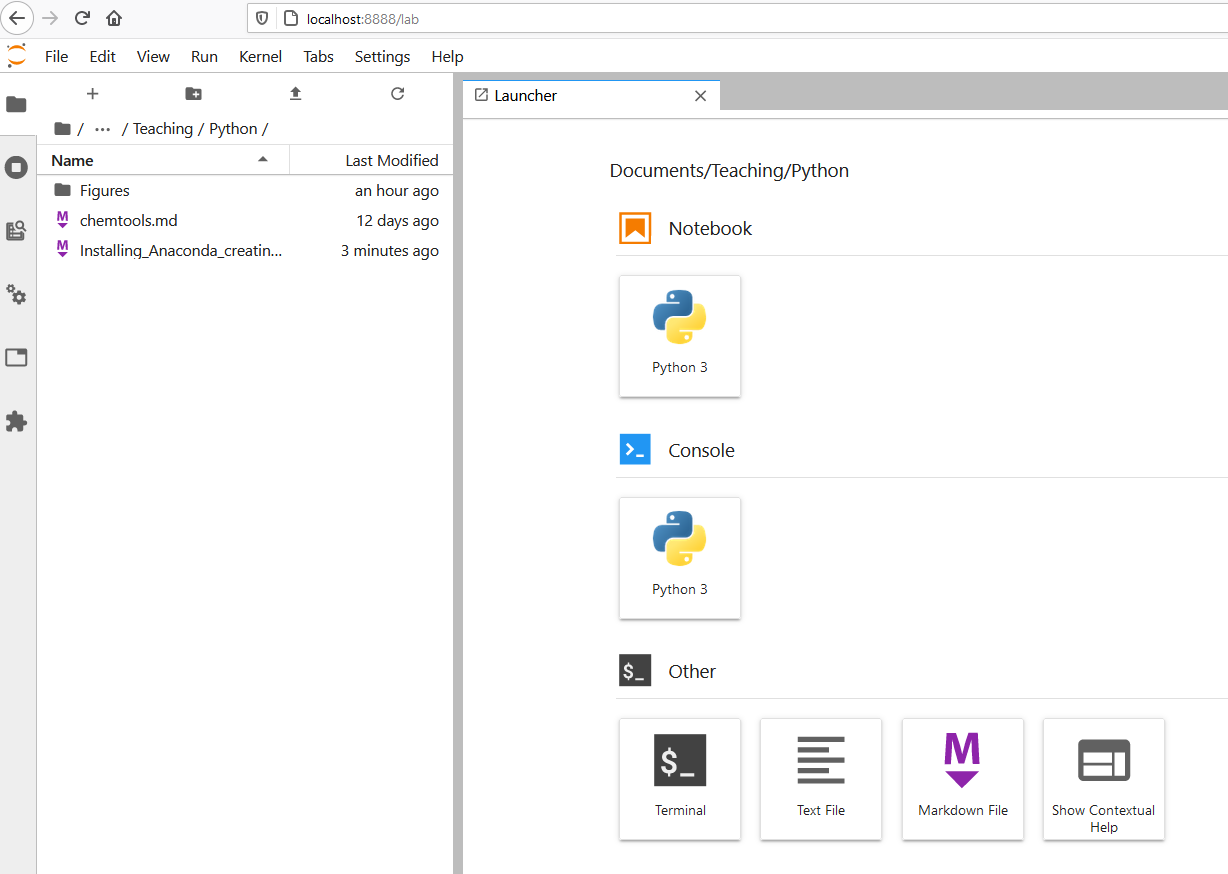 localhost:8888/lab
File Edit View Run Kernel Tabs Settings Help
/ ··· / Teaching / Python /
Name Last Modified
Figures an hour ago
M chemtools.md 12 days ago
M Installing_Anaconda_creatin... 3 minutes ago
Launcher
Documents/Teaching/Python
Notebook
Python 3
>_ Console
Python 3
$_ Other
$_ M
Terminal Text File Markdown File Show Contextual
Help